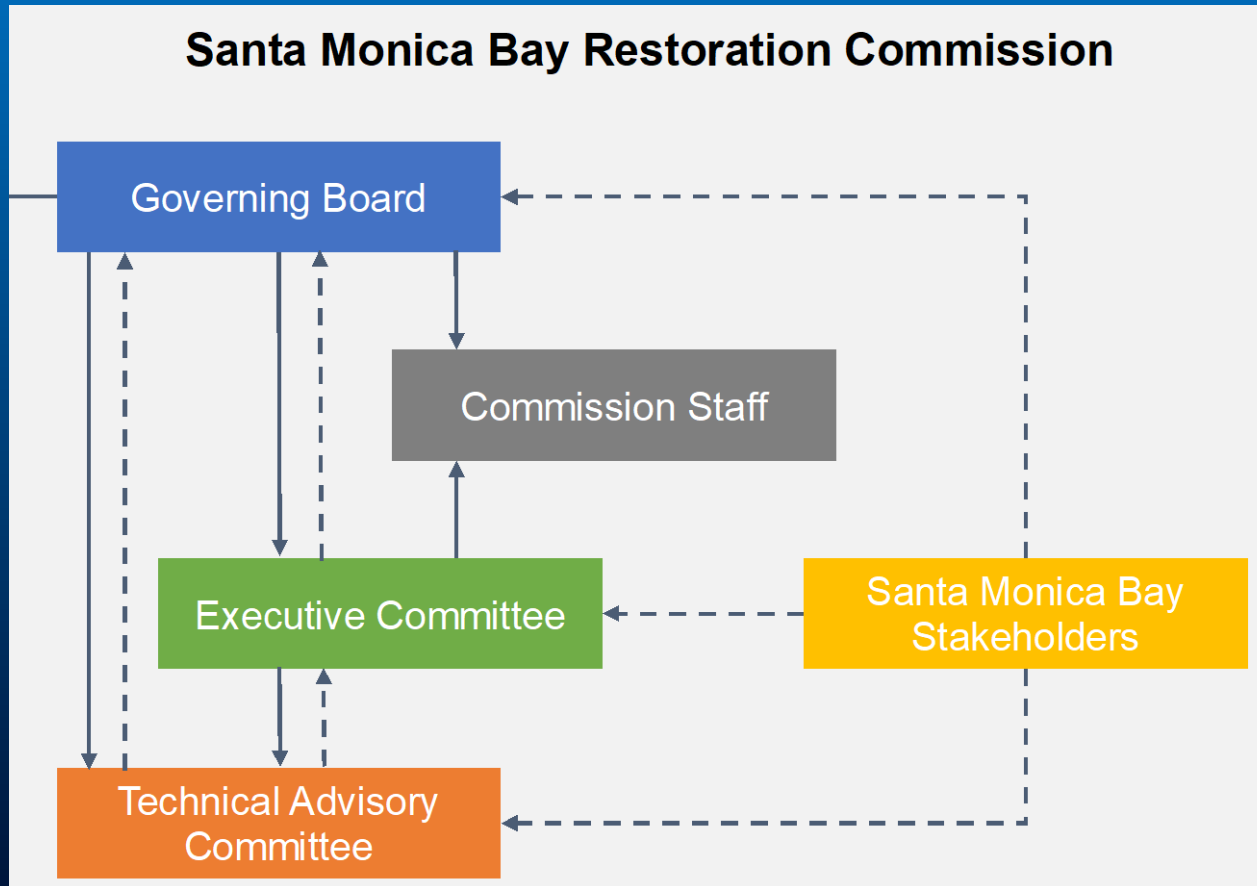 Santa Monica Bay Restoration Commission
Governing Board
Commission Staff
Executive Committee
Santa Monica Bay
Stakeholders
Technical Advisory
Committee